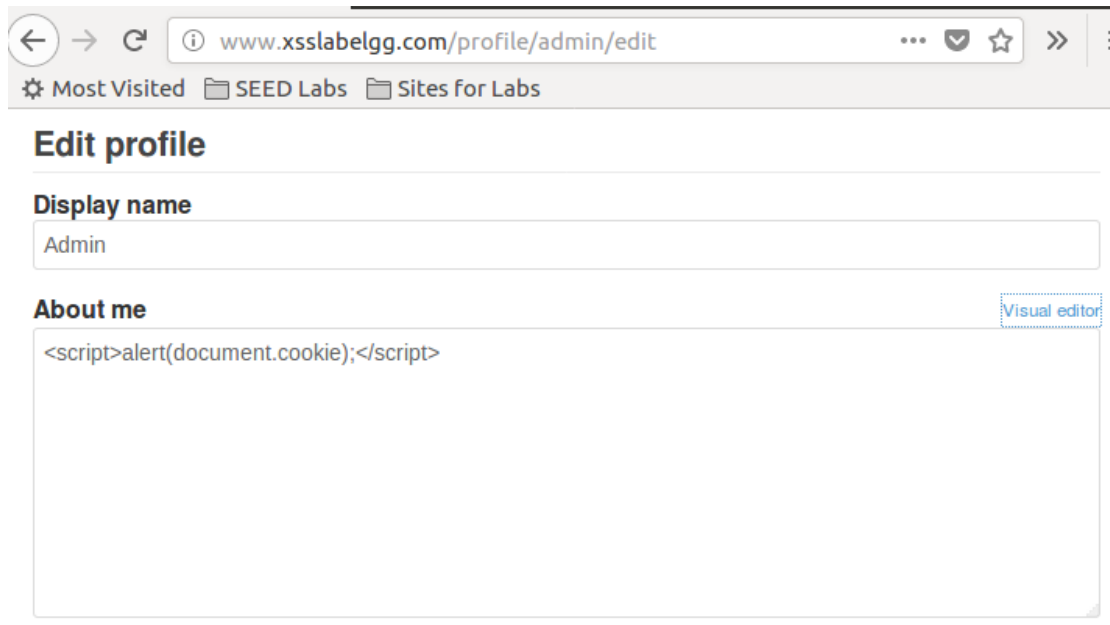 www.xsslabelgg.com/profile/admin/edit
Most Visited SEED Labs Sites for Labs
Edit profile
Display name
Admin
About me Visual editor
<script>alert(document.cookie);</script>